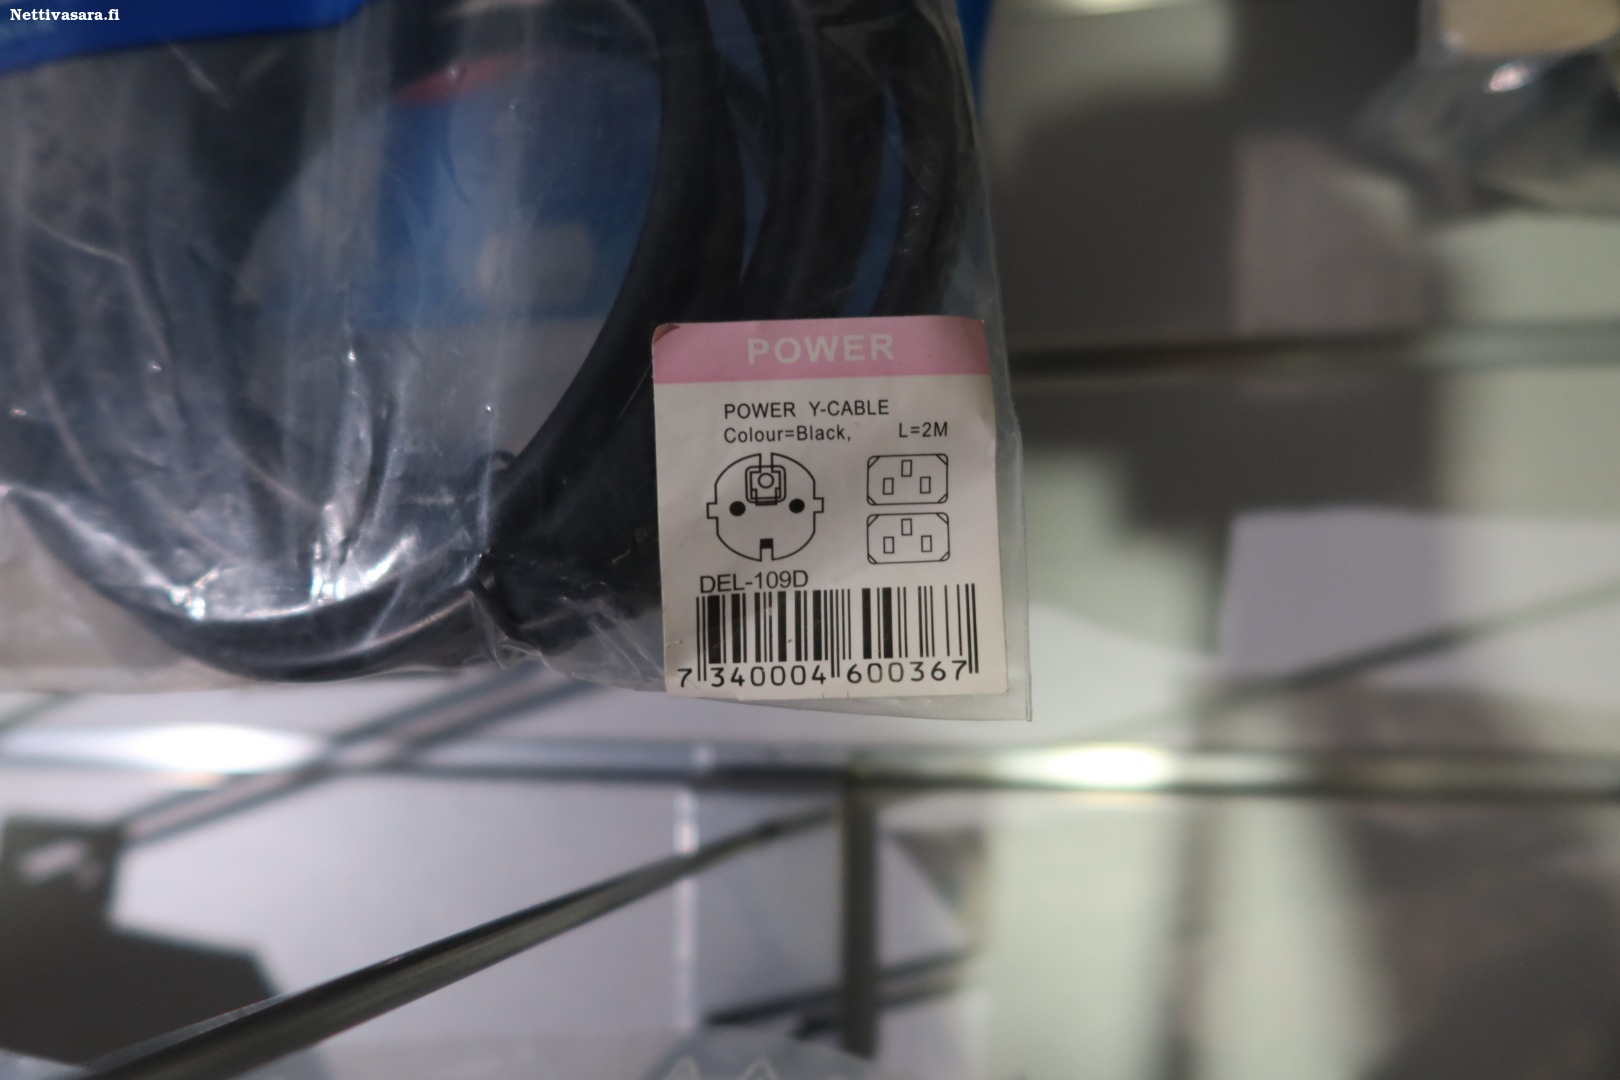 Nettivasara.fi
POWER
POWER Y-CABLE
Colour=Black, L=2M
DEL-109D
7 340004 600367